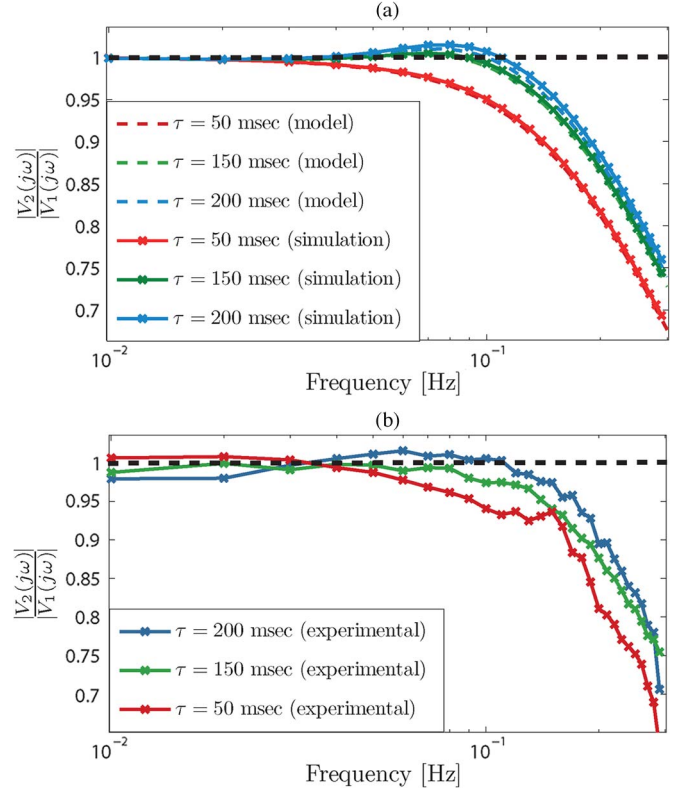 (a)
1
0.95
0.9
0.85
0.8
0.75
0.7
|V₂(jω)|
|V₁(jω)|
τ = 50 msec (model)
τ = 150 msec (model)
τ = 200 msec (model)
τ = 50 msec (simulation)
τ = 150 msec (simulation)
τ = 200 msec (simulation)
10⁻²
10⁻¹
Frequency [Hz]
(b)
1
0.95
0.9
0.85
0.8
0.75
0.7
|V₂(jω)|
|V₁(jω)|
τ = 200 msec (experimental)
τ = 150 msec (experimental)
τ = 50 msec (experimental)
10⁻²
10⁻¹
Frequency [Hz]